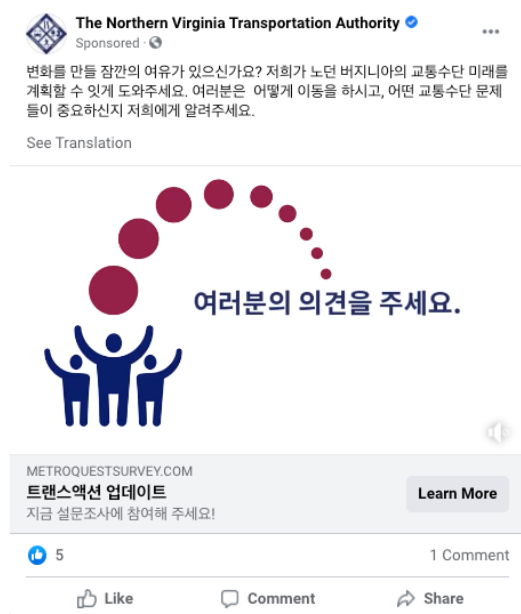 The Northern Virginia Transportation Authority
Sponsored ·
변화를 만들 잠깐의 여유가 있으신가요? 저희가 노던 버지니아의 교통수단 미래를
계획할 수 잇게 도와주세요. 여러분은 어떻게 이동을 하시고, 어떤 교통수단 문제
들이 중요하신지 저희에게 알려주세요.
See Translation
여러분의 의견을 주세요.
METROQUESTSURVEY.COM
트랜스액션 업데이트
지금 설문조사에 참여해 주세요!
Learn More
5
1 Comment
Like
Comment
Share